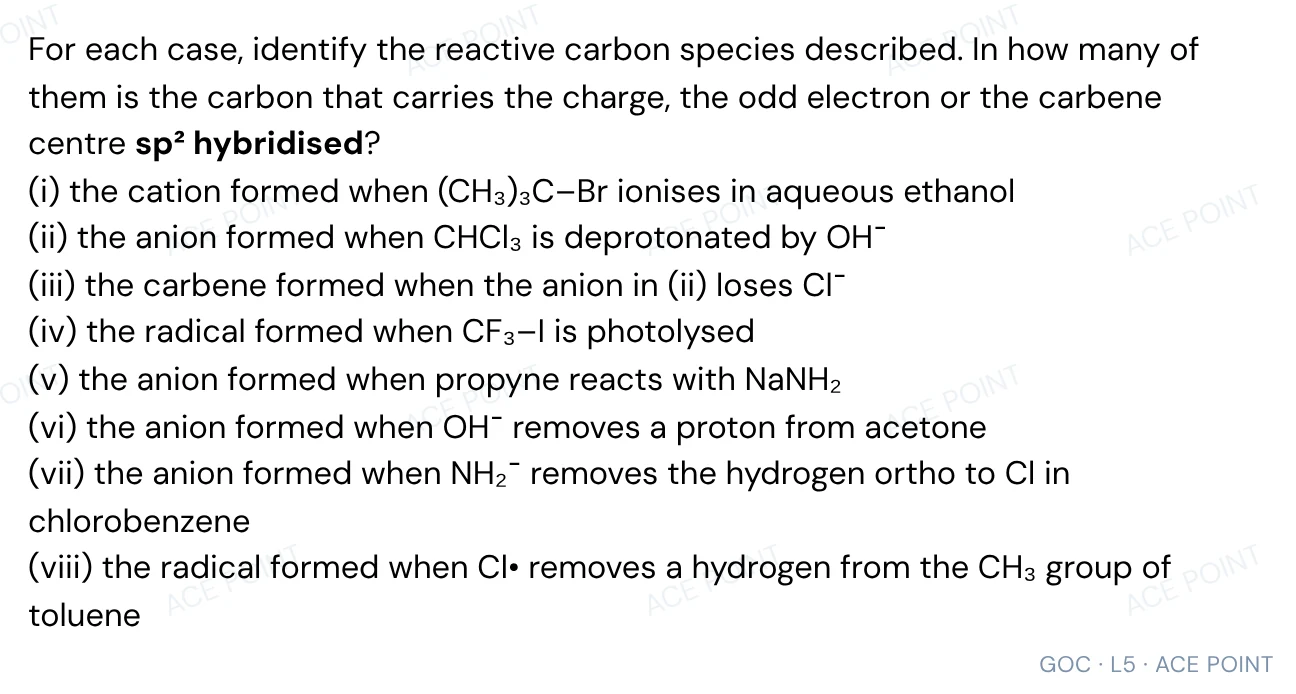 For each case, identify the reactive carbon species described. In how many of
them is the carbon that carries the charge, the odd electron or the carbene
centre sp² hybridised?
(i) the cation formed when (CH₃)₃C–Br ionises in aqueous ethanol
(ii) the anion formed when CHCl₃ is deprotonated by OH⁻
(iii) the carbene formed when the anion in (ii) loses Cl⁻
(iv) the radical formed when CF₃–I is photolysed
(v) the anion formed when propyne reacts with NaNH₂
(vi) the anion formed when OH⁻ removes a proton from acetone
(vii) the anion formed when NH₂⁻ removes the hydrogen ortho to Cl in
chlorobenzene
(viii) the radical formed when Cl• removes a hydrogen from the CH₃ group of
toluene
GOC · L5 · ACE POINT